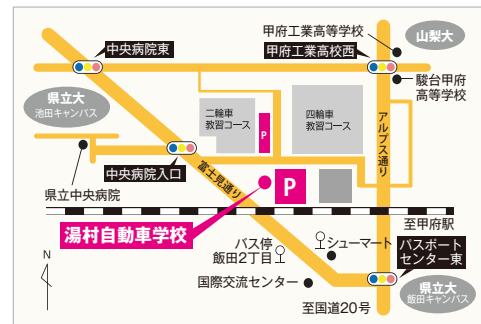 甲府工業高等学校
山梨大
中央病院東
甲府工業高校西
駿台甲府
高等学校
県立大
池田キャンパス
二輪車
教習コース
P
四輪車
教習コース
アルプス通り
中央病院入口
富士見通り
県立中央病院
P
湯村自動車学校
至甲府駅
バス停
飯田2丁目
シューマート
パスポート
センター東
N
国際交流センター
県立大
飯田キャンパス
至国道20号